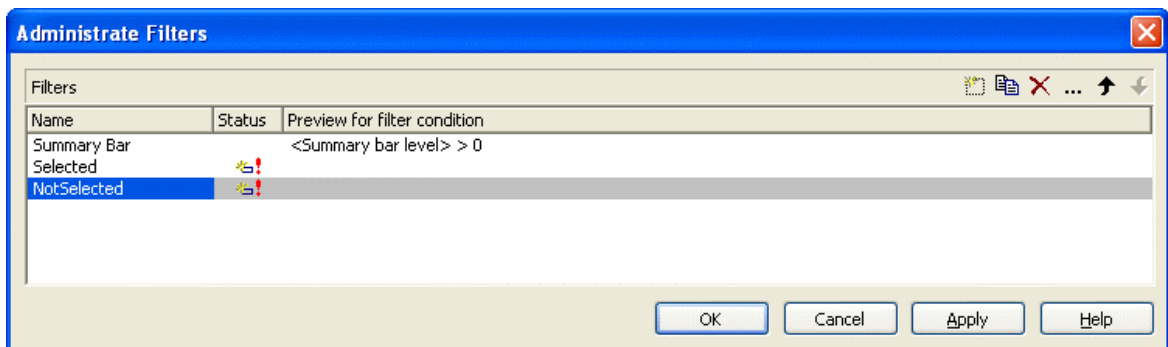 Administrate Filters
Filters
...
Name Status Preview for filter condition
Summary Bar <Summary bar level> > 0
Selected
NotSelected
OK Cancel Apply Help